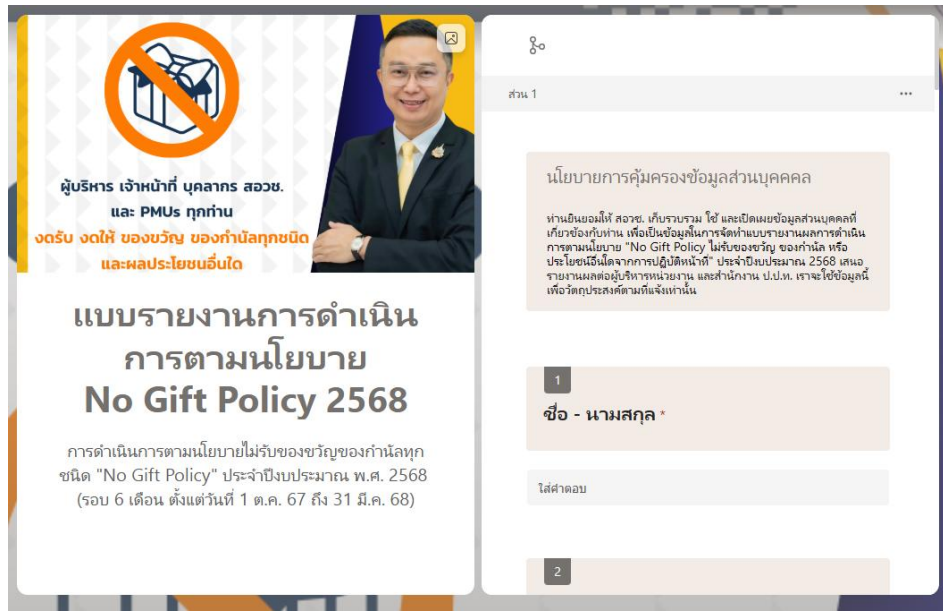 ผู้บริหาร เจ้าหน้าที่ บุคลากร สอวช.
และ PMUs ทุกท่าน
งดรับ งดให้ ของขวัญ ของกำนัลทุกชนิด
และผลประโยชน์อื่นใด
แบบรายงานการดำเนิน
การตามนโยบาย
No Gift Policy 2568
การดำเนินการตามนโยบายไม่รับของขวัญของกำนัลทุก
ชนิด "No Gift Policy" ประจำปีงบประมาณ พ.ศ. 2568
(รอบ 6 เดือน ตั้งแต่วันที่ 1 ต.ค. 67 ถึง 31 มี.ค. 68)
ส่วน 1
นโยบายการคุ้มครองข้อมูลส่วนบุคคคล
ท่านยินยอมให้ สอวช. เก็บรวบรวม ใช้ และเปิดเผยข้อมูลส่วนบุคคลที่
เกี่ยวข้องกับท่าน เพื่อเป็นข้อมูลในการจัดทำแบบรายงานผลการดำเนิน
การตามนโยบาย "No Gift Policy ไม่รับของขวัญ ของกำนัล หรือ
ประโยชน์อื่นใดจากการปฏิบัติหน้าที่" ประจำปีงบประมาณ 2568 เสนอ
รายงานผลต่อผู้บริหารหน่วยงาน และสำนักงาน ป.ป.ท. เราจะใช้ข้อมูลนี้
เพื่อวัตถุประสงค์ตามที่แจ้งเท่านั้น
1
ชื่อ - นามสกุล *
ใส่คำตอบ
2